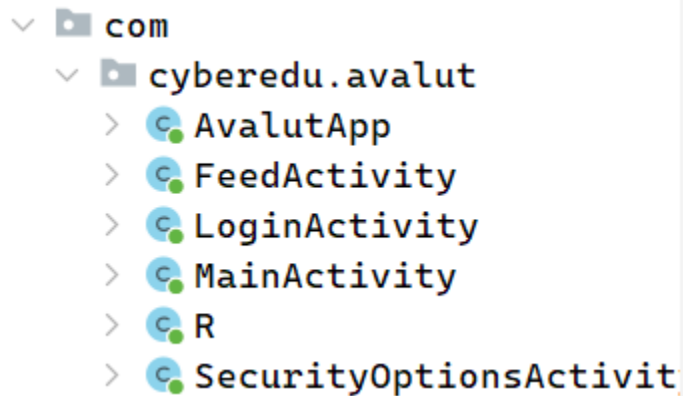 com
cyberedu.avalut
AvalutApp
FeedActivity
LoginActivity
MainActivity
R
SecurityOptionsActivit